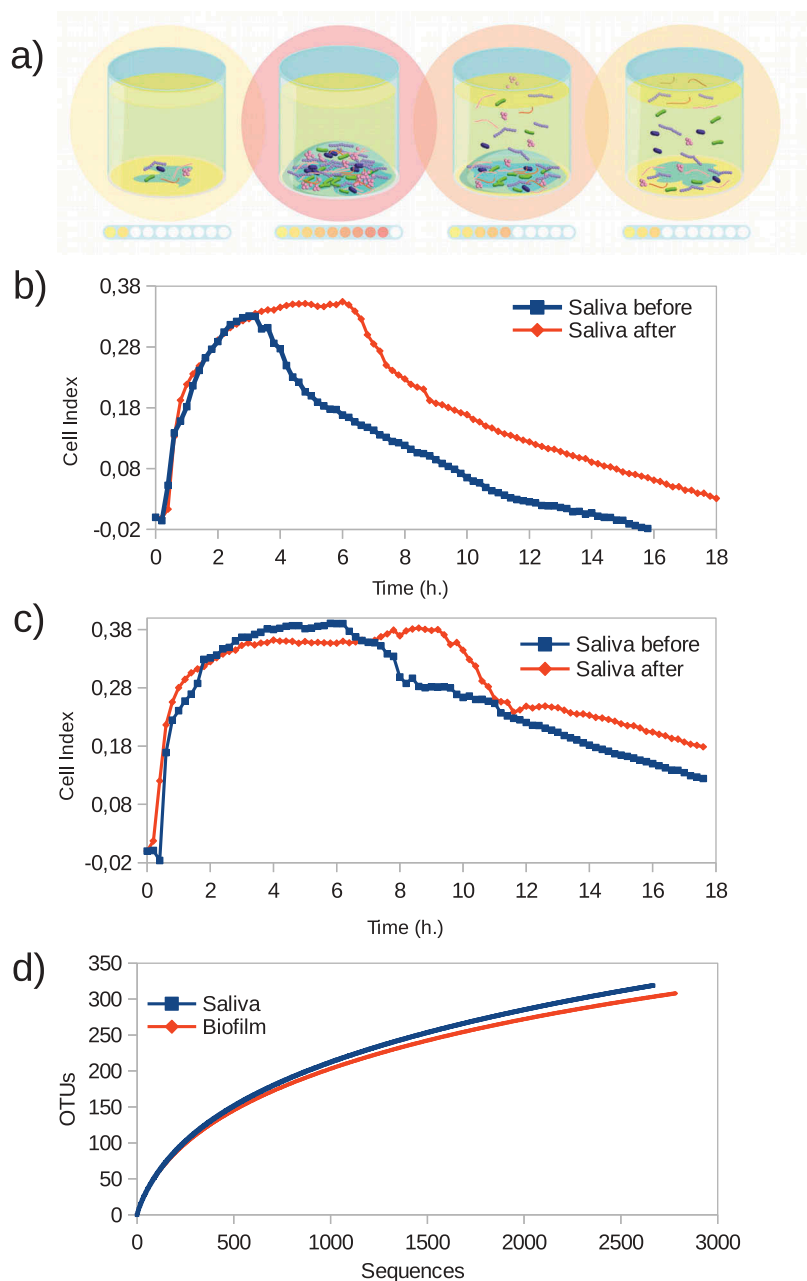 a)
b)
0,38
0,28
0,18
0,08
-0,02
Cell Index
Saliva before
Saliva after
0 2 4 6 8 10 12 14 16 18
Time (h.)
c)
0,38
0,28
0,18
0,08
-0,02
Cell Index
Saliva before
Saliva after
0 2 4 6 8 10 12 14 16 18
Time (h.)
d)
350
300
250
200
150
100
50
0
OTUs
Saliva
Biofilm
0 500 1000 1500 2000 2500 3000
Sequences